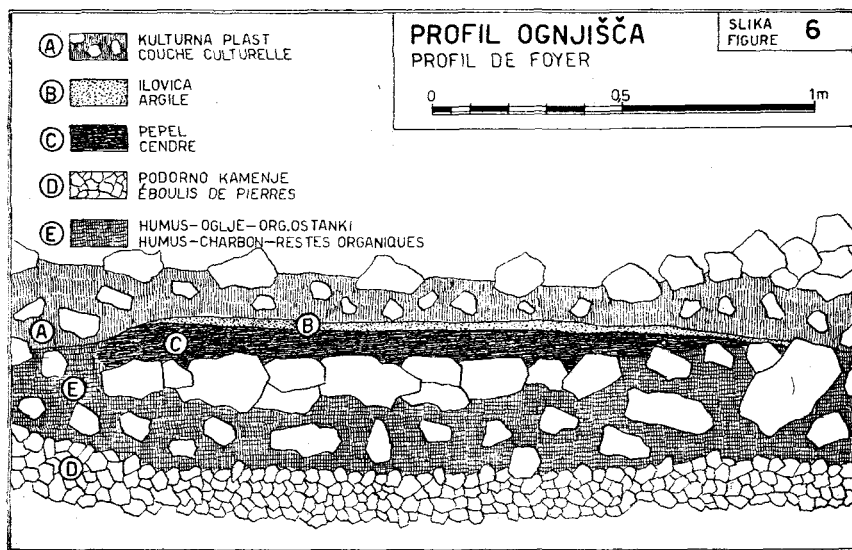 PROFIL OGNJIŠČA
PROFIL DE FOYER
SLIKA
FIGURE 6
0 0,5 1m
A KULTURNA PLAST
COUCHE CULTURELLE
B ILOVICA
ARGILE
C PEPEL
CENDRE
D PODORNO KAMENJE
ÉBOULIS DE PIERRES
E HUMUS-OGLJE-ORG.OSTANKI
HUMUS-CHARBON-RESTES ORGANIQUES
B
A
C
E
D